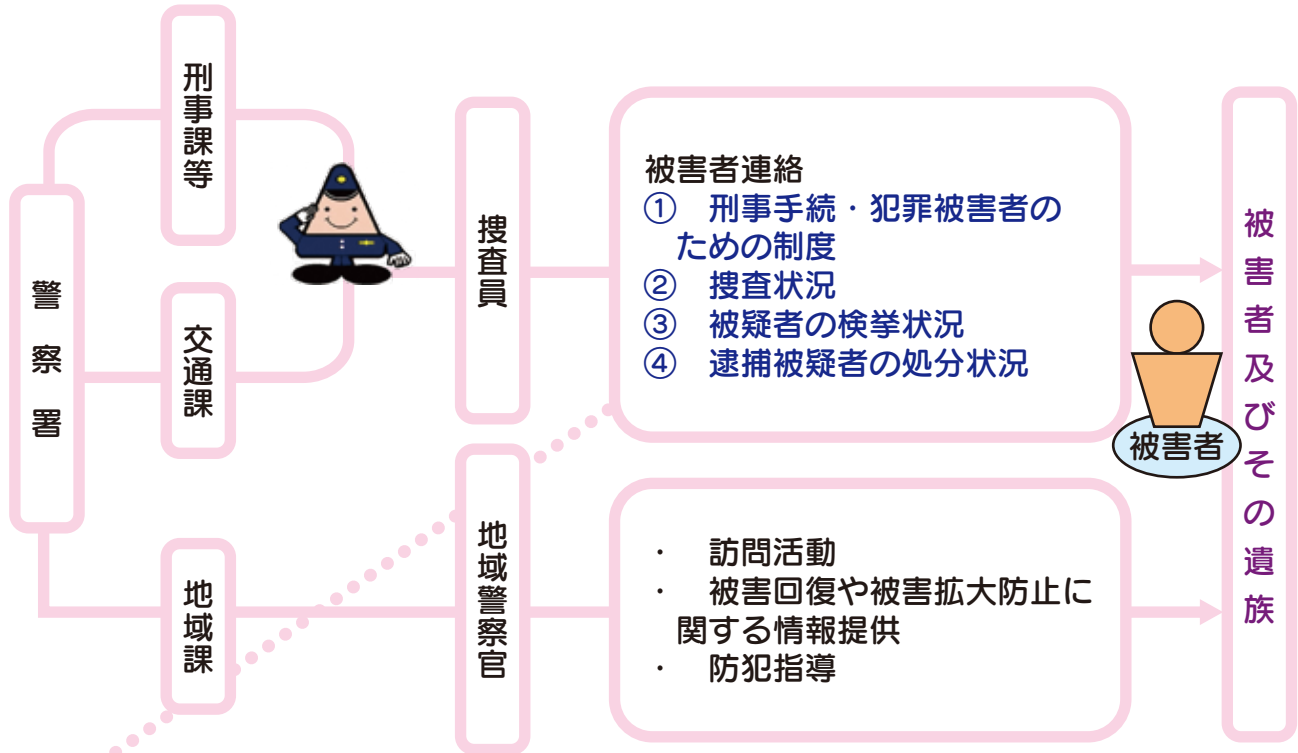 警察署
刑事課等
交通課
地域課
捜査員
地域警察官
被害者連絡
① 刑事手続・犯罪被害者の
ための制度
② 捜査状況
③ 被疑者の検挙状況
④ 逮捕被疑者の処分状況
・ 訪問活動
・ 被害回復や被害拡大防止に
関する情報提供
・ 防犯指導
被害者
被害者及びその遺族